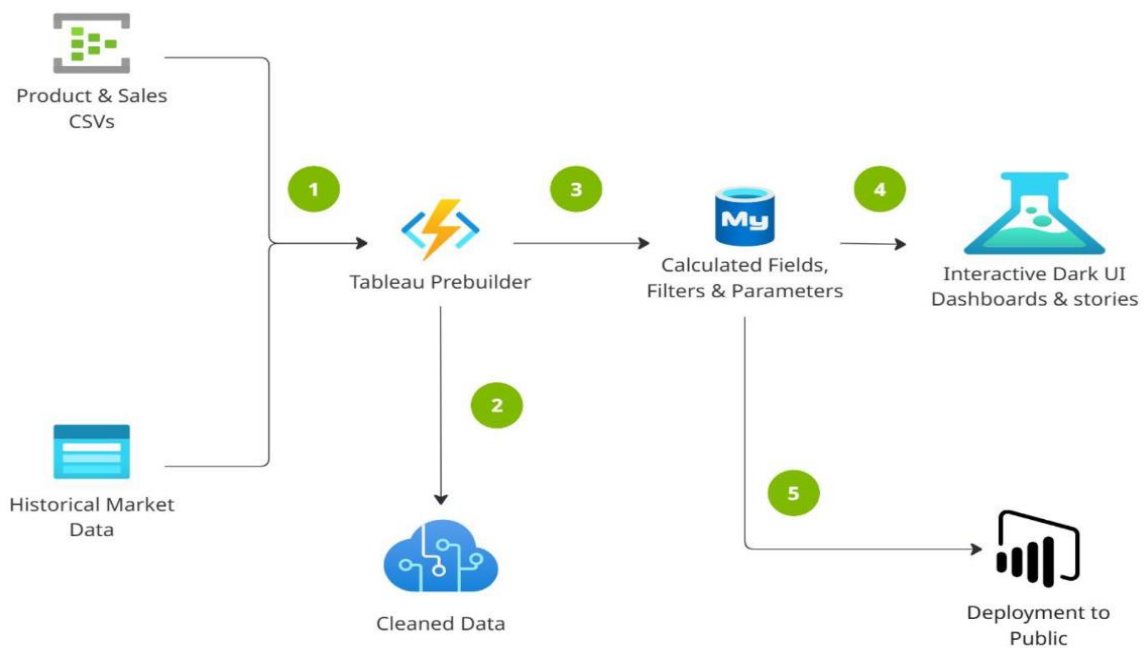 Product & Sales
CSVs
1
3
4
My
Tableau Prebuilder
Calculated Fields,
Filters & Parameters
Interactive Dark UI
Dashboards & stories
2
Historical Market
Data
5
Cleaned Data
Deployment to
Public